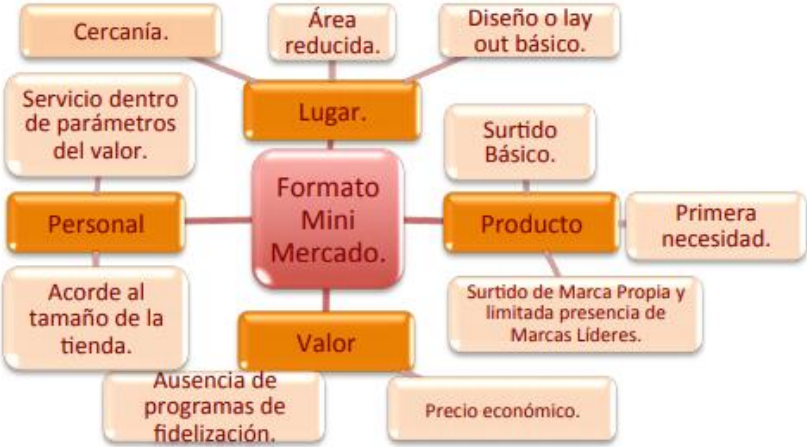 Cercanía.
Área
reducida.
Diseño o lay
out básico.
Lugar.
Servicio dentro
de parámetros
del valor.
Surtido
Básico.
Formato
Mini
Mercado.
Personal
Producto
Primera
necesidad.
Acorde al
tamaño de la
tienda.
Surtido de Marca Propia y
limitada presencia de
Marcas Líderes.
Valor
Ausencia de
programas de
fidelización.
Precio económico.